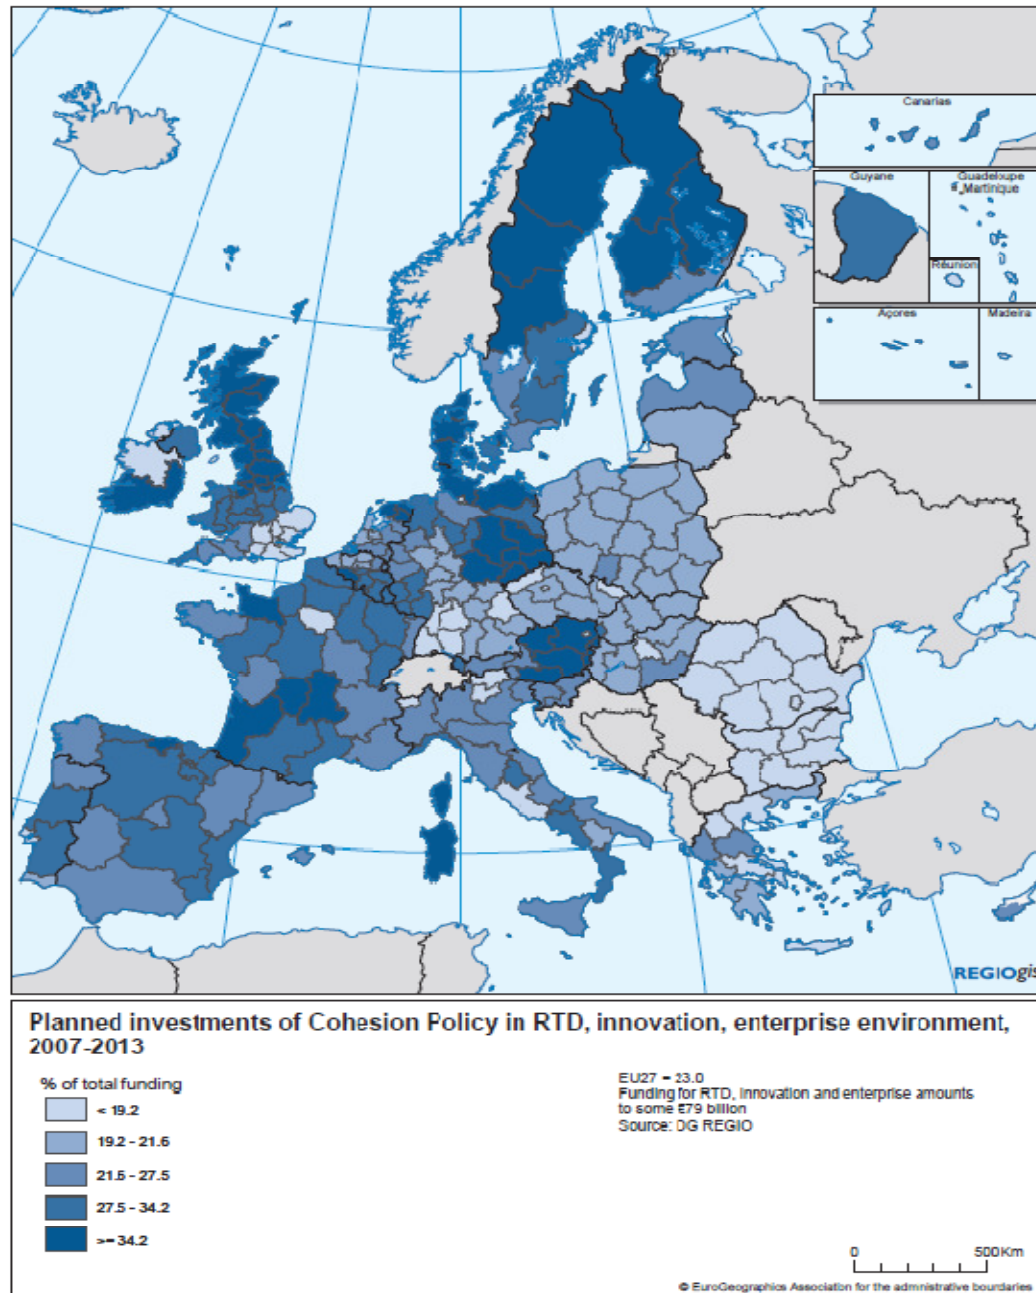 Canarias
Guyane
Guadeloupe
Martinique
Réunion
Açores
Madeira
REGIOgis
Planned investments of Cohesion Policy in RTD, innovation, enterprise environment,
2007-2013
% of total funding
< 19.2
19.2 - 21.6
21.6 - 27.5
27.5 - 34.2
>= 34.2
EU27 = 23.0
Funding for RTD, innovation and enterprise amounts
to some €79 billion
Source: DG REGIO
0 500 Km
© EuroGeographics Association for the administrative boundaries